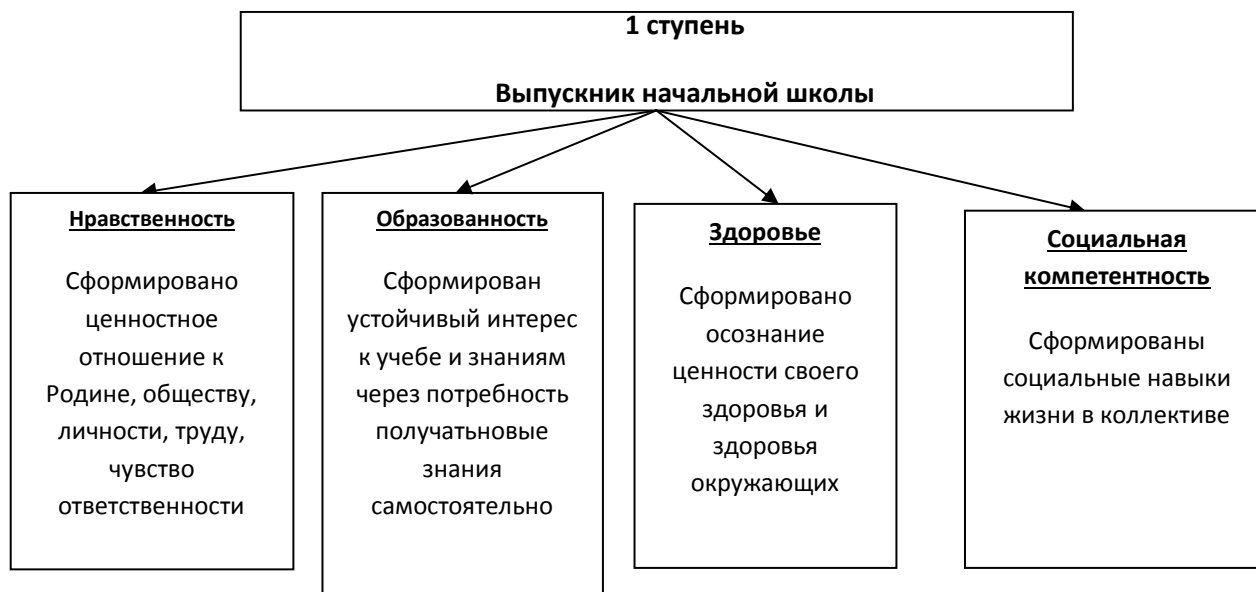 1 ступень
Выпускник начальной школы
Нравственность
Сформировано
ценностное
отношение к
Родине, обществу,
личности, труду,
чувство
ответственности
Образованность
Сформирован
устойчивый интерес
к учебе и знаниям
через потребность
получатьновые
знания
самостоятельно
Здоровье
Сформировано
осознание
ценности своего
здоровья и
здоровья
окружающих
Социальная
компетентность
Сформированы
социальные навыки
жизни в коллективе